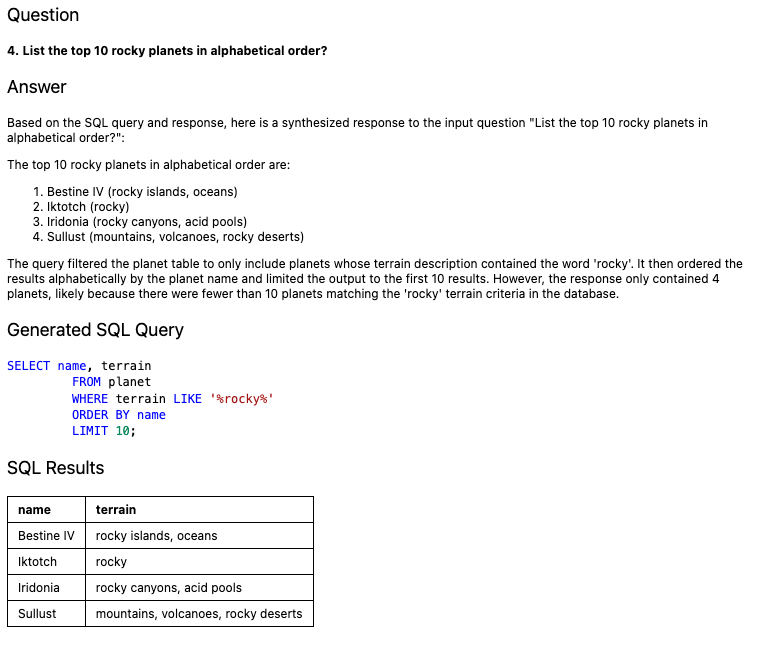 Question
4. List the top 10 rocky planets in alphabetical order?
Answer
Based on the SQL query and response, here is a synthesized response to the input question "List the top 10 rocky planets in
alphabetical order?":
The top 10 rocky planets in alphabetical order are:
1. Bestine IV (rocky islands, oceans)
2. Iktotch (rocky)
3. Iridonia (rocky canyons, acid pools)
4. Sullust (mountains, volcanoes, rocky deserts)
The query filtered the planet table to only include planets whose terrain description contained the word 'rocky'. It then ordered the
results alphabetically by the planet name and limited the output to the first 10 results. However, the response only contained 4
planets, likely because there were fewer than 10 planets matching the 'rocky' terrain criteria in the database.
Generated SQL Query
SELECT name, terrain
FROM planet
WHERE terrain LIKE '%rocky%'
ORDER BY name
LIMIT 10;
SQL Results
name terrain
Bestine IV rocky islands, oceans
Iktotch rocky
Iridonia rocky canyons, acid pools
Sullust mountains, volcanoes, rocky deserts